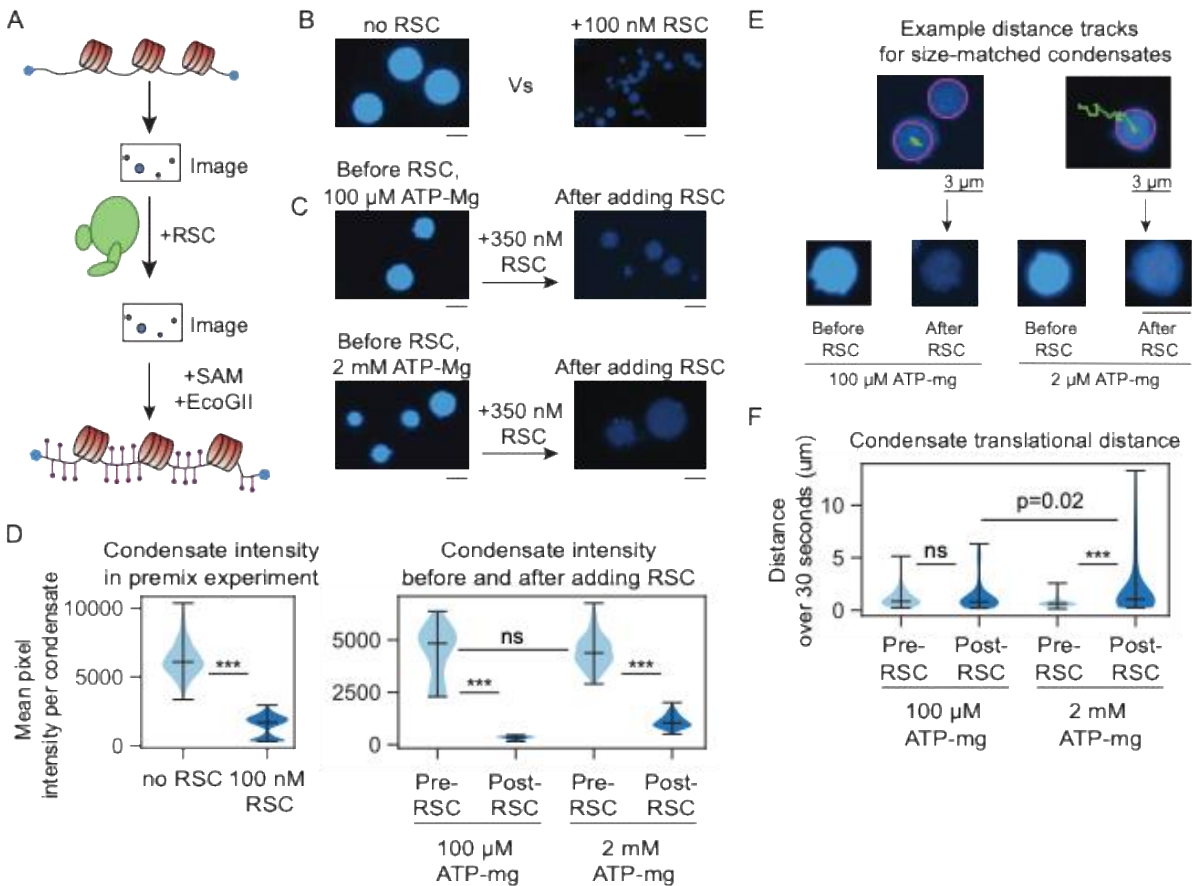 A
Image
+RSC
Image
+SAM
+EcoGII
B
no RSC
Vs
+100 nM RSC
C
Before RSC,
100 µM ATP-Mg
+350 nM
RSC
After adding RSC
Before RSC,
2 mM ATP-Mg
+350 nM
RSC
After adding RSC
D
Condensate intensity
in premix experiment
Mean pixel
intensity per condensate
10000
5000
0
***
no RSC
100 nM
RSC
Condensate intensity
before and after adding RSC
5000
2500
0
ns
***
***
Pre-
RSC
Post-
RSC
Pre-
RSC
Post-
RSC
100 µM
ATP-mg
2 mM
ATP-mg
E
Example distance tracks
for size-matched condensates
3 µm
3 µm
Before
RSC
After
RSC
Before
RSC
After
RSC
100 µM ATP-mg
2 µM ATP-mg
F
Condensate translational distance
Distance
over 30 seconds (um)
10
5
0
ns
p=0.02
***
Pre-
RSC
Post-
RSC
Pre-
RSC
Post-
RSC
100 µM
ATP-mg
2 mM
ATP-mg